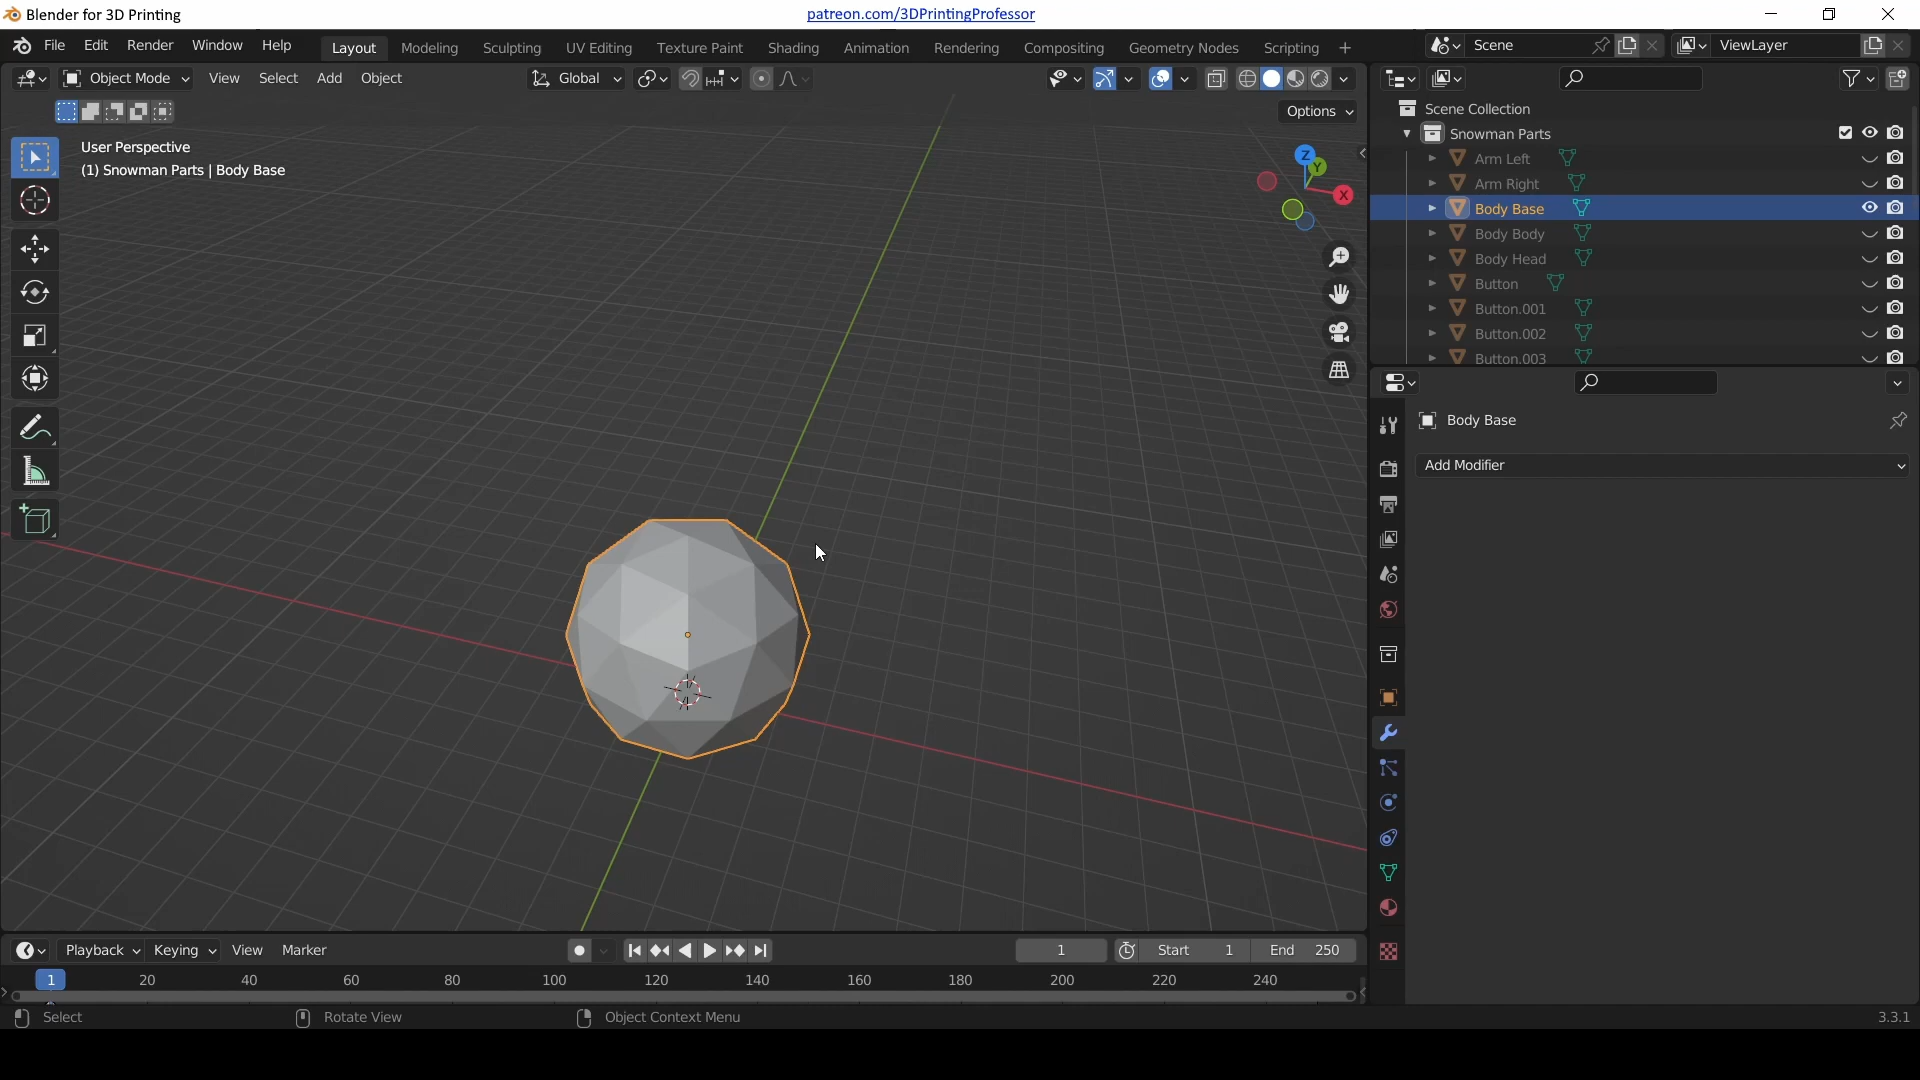 Blender for 3D Printing
patreon.com/3DPrintingProfessor
File Edit Render Window Help
Layout Modeling Sculpting UV Editing Texture Paint Shading Animation Rendering Compositing Geometry Nodes Scripting +
Scene
ViewLayer
Object Mode View Select Add Object
Global
Options
User Perspective
(1) Snowman Parts | Body Base
Z
Y
X
Scene Collection
Snowman Parts
Arm Left
Arm Right
Body Base
Body Body
Body Head
Button
Button.001
Button.002
Button.003
Body Base
Add Modifier
Playback Keying View Marker
1
Start 1
End 250
1 20 40 60 80 100 120 140 160 180 200 220 240
Select
Rotate View
Object Context Menu
3.3.1